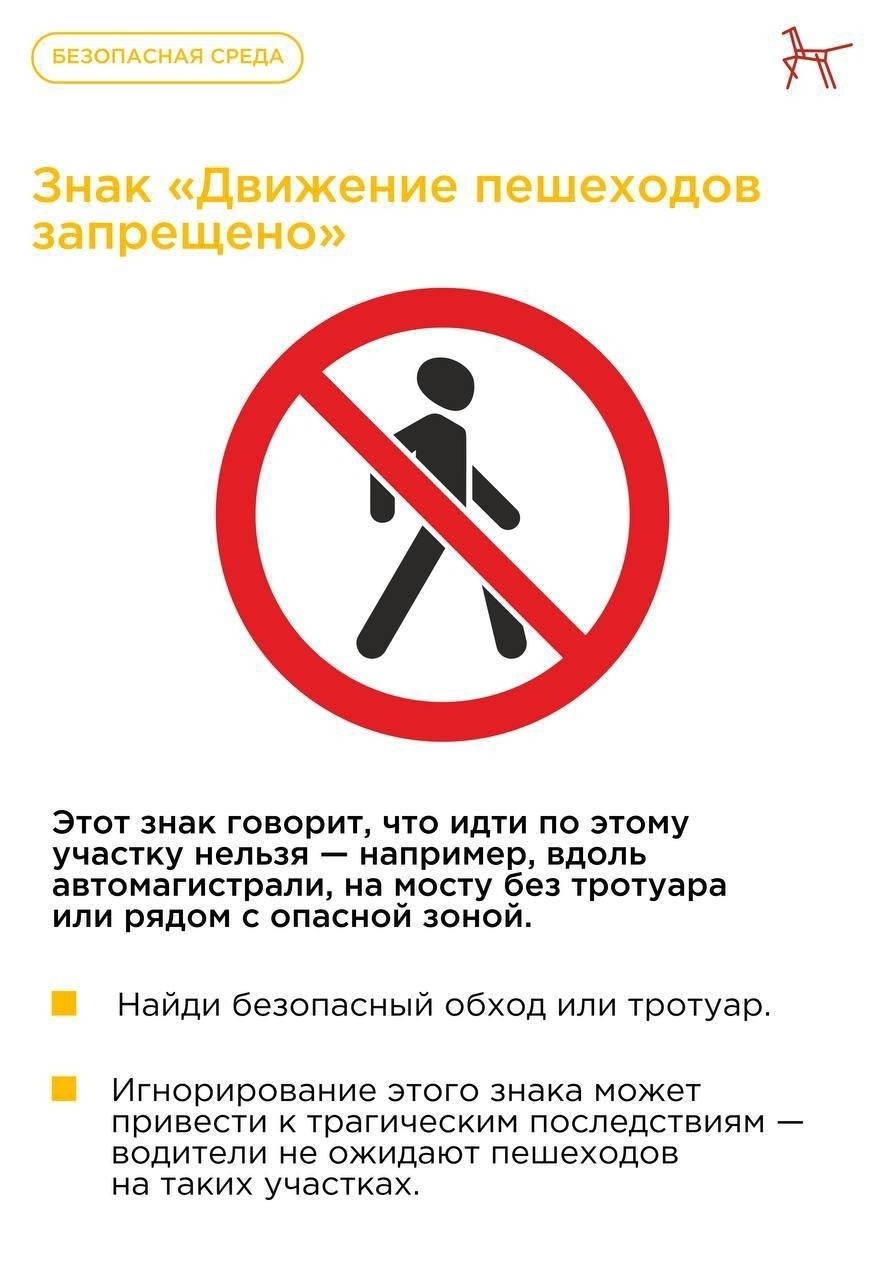 БЕЗОПАСНАЯ СРЕДА
Знак «Движение пешеходов
запрещено»
Этот знак говорит, что идти по этому
участку нельзя — например, вдоль
автомагистрали, на мосту без тротуара
или рядом с опасной зоной.
Найди безопасный обход или тротуар.
Игнорирование этого знака может
привести к трагическим последствиям —
водители не ожидают пешеходов
на таких участках.